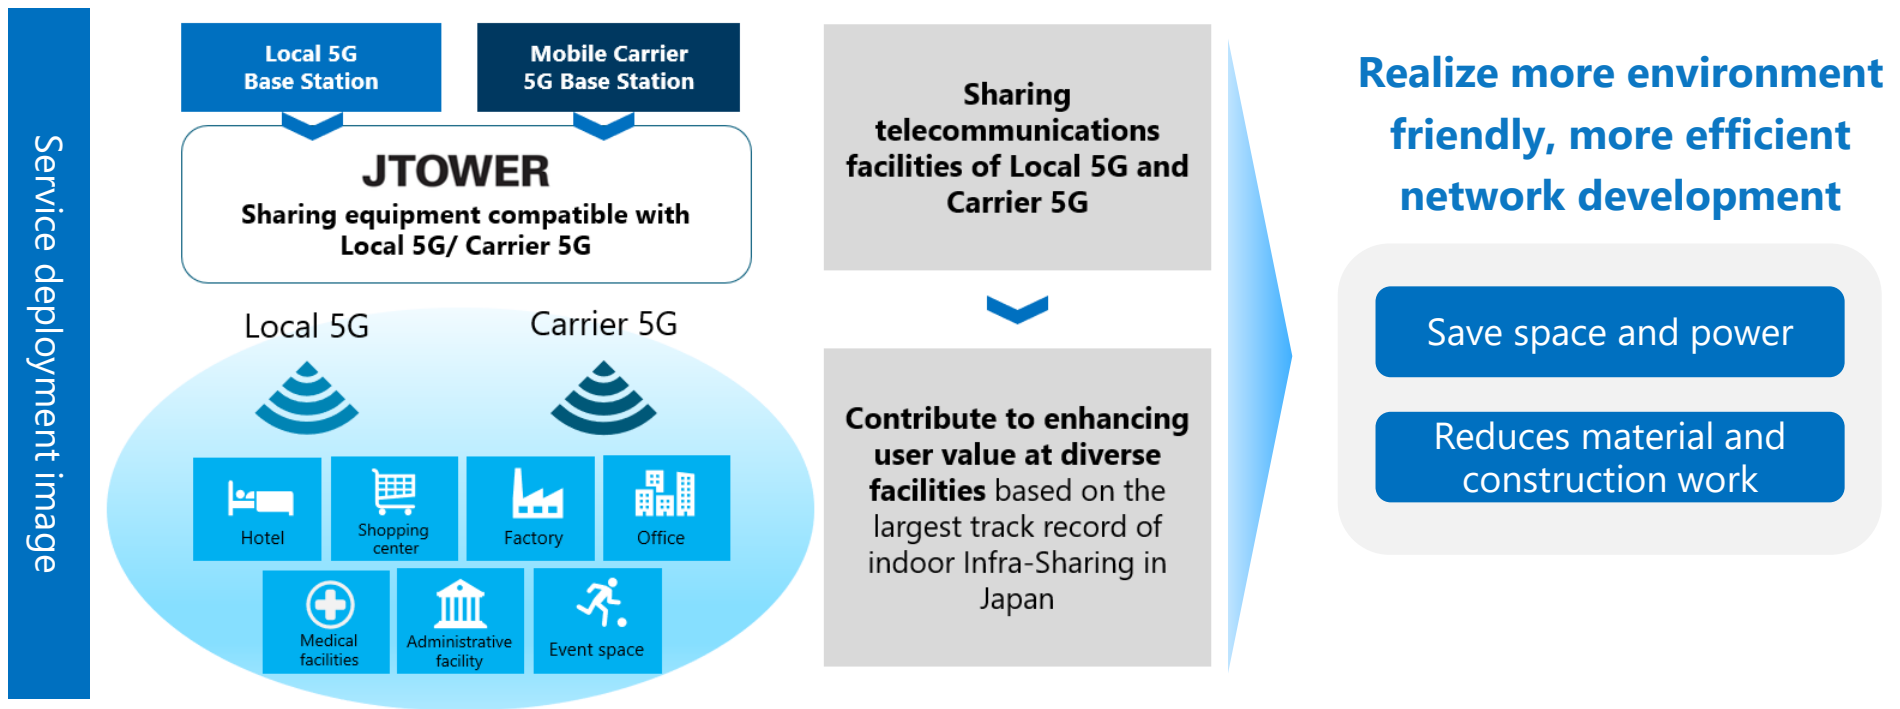 Service deployment image
Local 5G
Base Station
Mobile Carrier
5G Base Station
JTOWER
Sharing equipment compatible with
Local 5G/ Carrier 5G
Local 5G
Carrier 5G
Hotel
Shopping
center
Factory
Office
Medical
facilities
Administrative
facility
Event space
Sharing
telecommunications
facilities of Local 5G and
Carrier 5G
Contribute to enhancing
user value at diverse
facilities based on the
largest track record of
indoor Infra-Sharing in
Japan
Realize more environment
friendly, more efficient
network development
Save space and power
Reduces material and
construction work